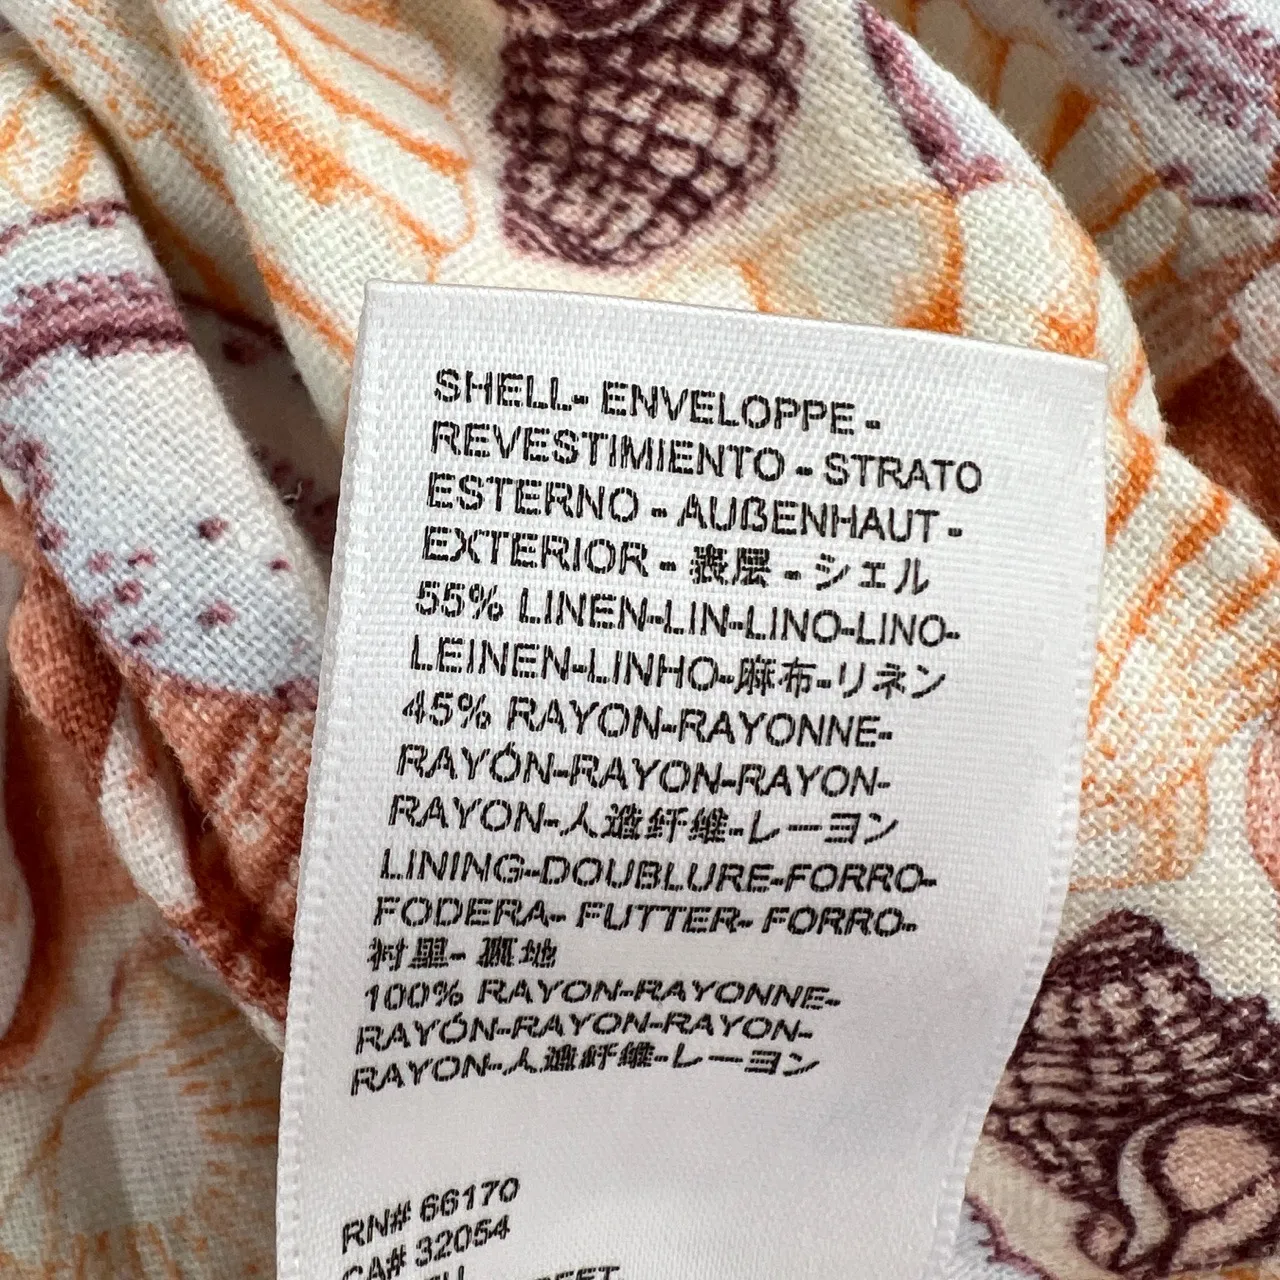 SHELL- ENVELOPPE -
REVESTIMIENTO - STRATO
ESTERNO - AUßENHAUT -
EXTERIOR - 表层 - シェル
55% LINEN-LIN-LINO-LINO-
LEINEN-LINHO-麻布-リネン
45% RAYON-RAYONNE-
RAYÓN-RAYON-RAYON-
RAYON-人造纤维-レーヨン
LINING-DOUBLURE-FORRO-
FODERA- FUTTER- FORRO-
衬里- 裏地
100% RAYON-RAYONNE-
RAYÓN-RAYON-RAYON-
RAYON-人造纤维-レーヨン
RN# 66170
CA# 32054